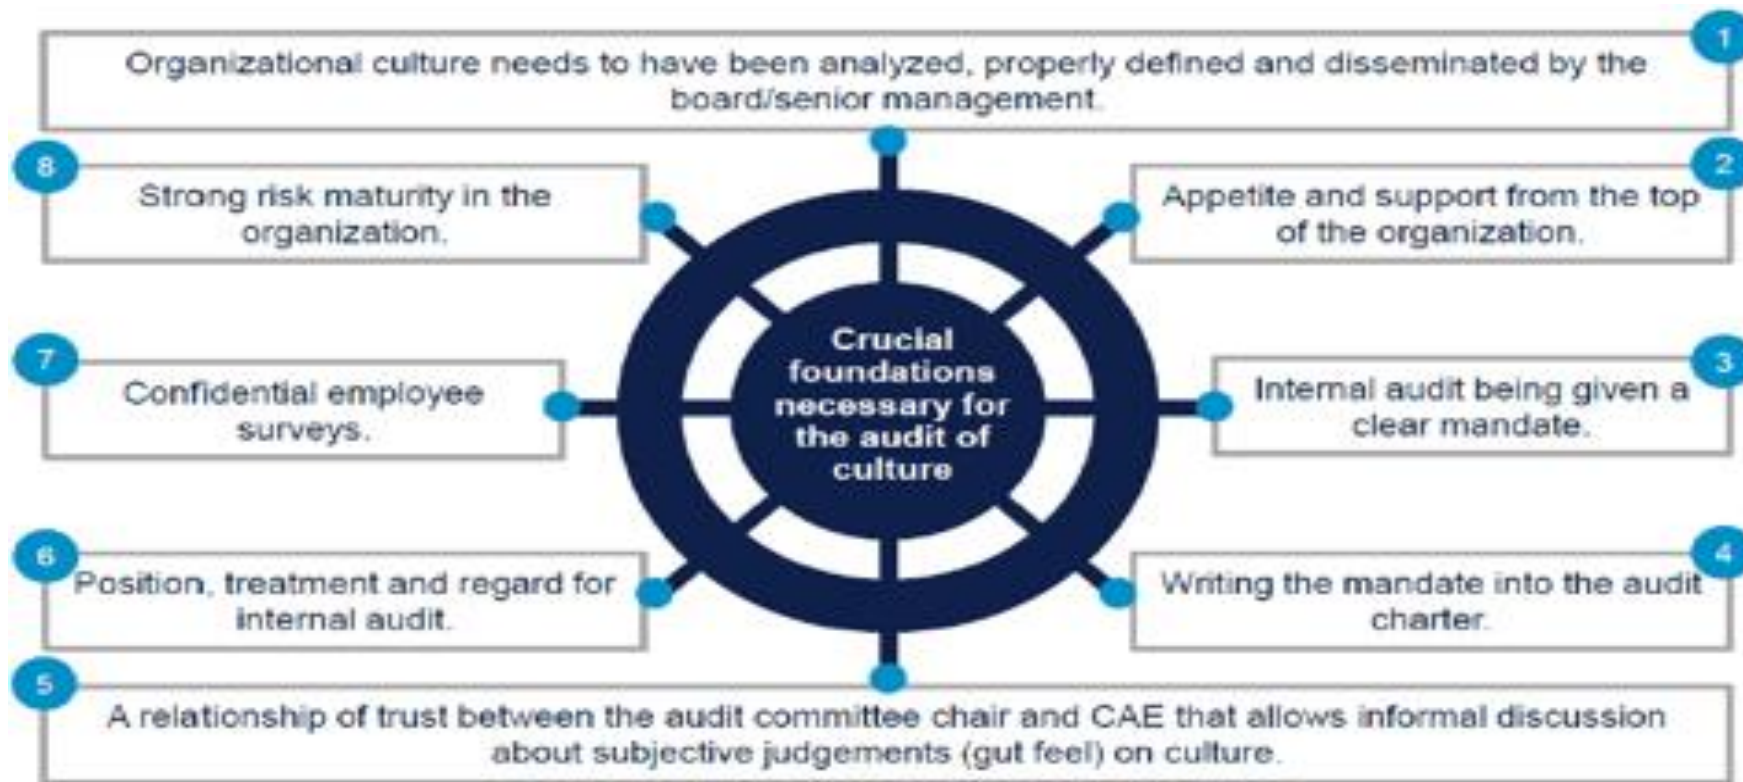 1
Organizational culture needs to have been analyzed, properly defined and disseminated by the
board/senior management.
2
Appetite and support from the top
of the organization.
3
Internal audit being given a
clear mandate.
4
Writing the mandate into the audit
charter.
5
A relationship of trust between the audit committee chair and CAE that allows informal discussion
about subjective judgements (gut feel) on culture.
6
Position, treatment and regard for
internal audit.
7
Confidential employee
surveys.
8
Strong risk maturity in the
organization.
Crucial
foundations
necessary for
the audit of
culture